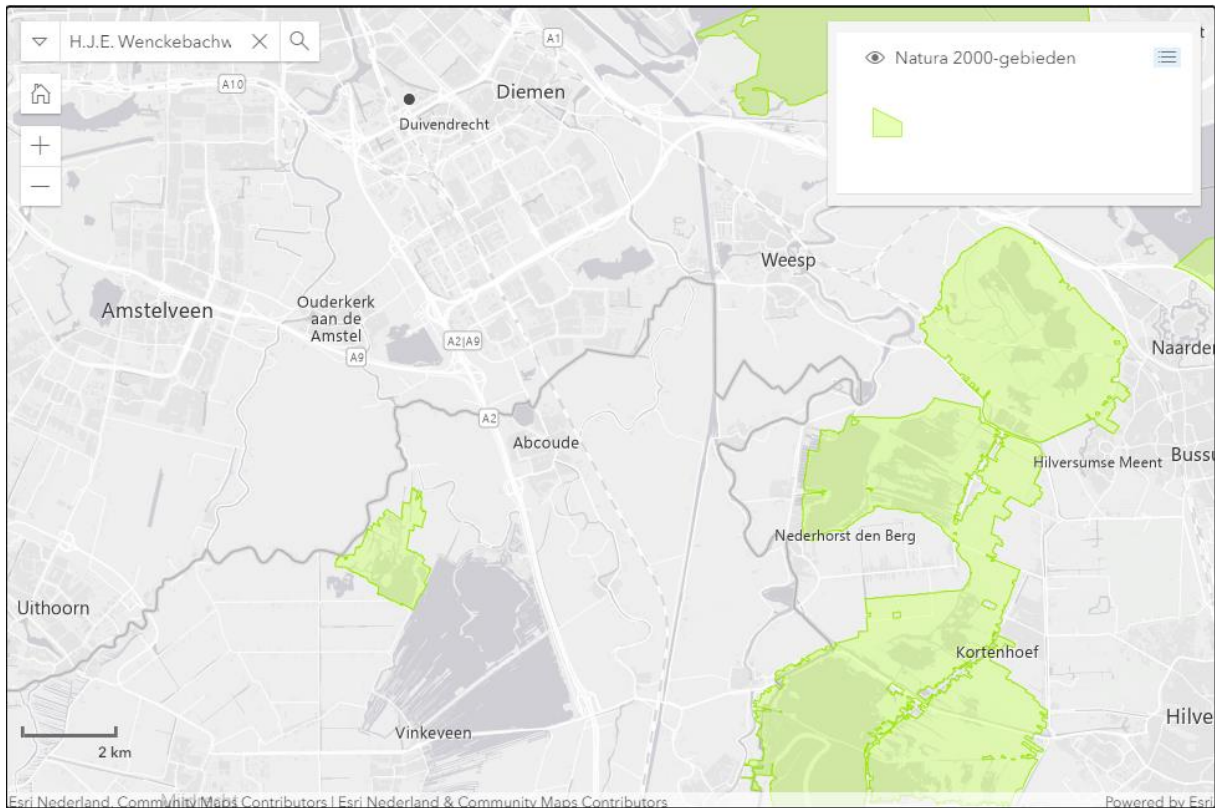 H.J.E. Wenckebachw
Natura 2000-gebieden
A1
A10
Diemen
Duivendrecht
Weesp
Amstelveen
Ouderkerk
aan de
Amstel
A9
A2|A9
Naarden
A2
Abcoude
Hilversumse Meent
Bussu
Nederhorst den Berg
Uithoorn
Kortenhoef
Vinkeveen
Hilve
2 km
Esri Nederland, Community Maps Contributors | Esri Nederland & Community Maps Contributors
Powered by Esri